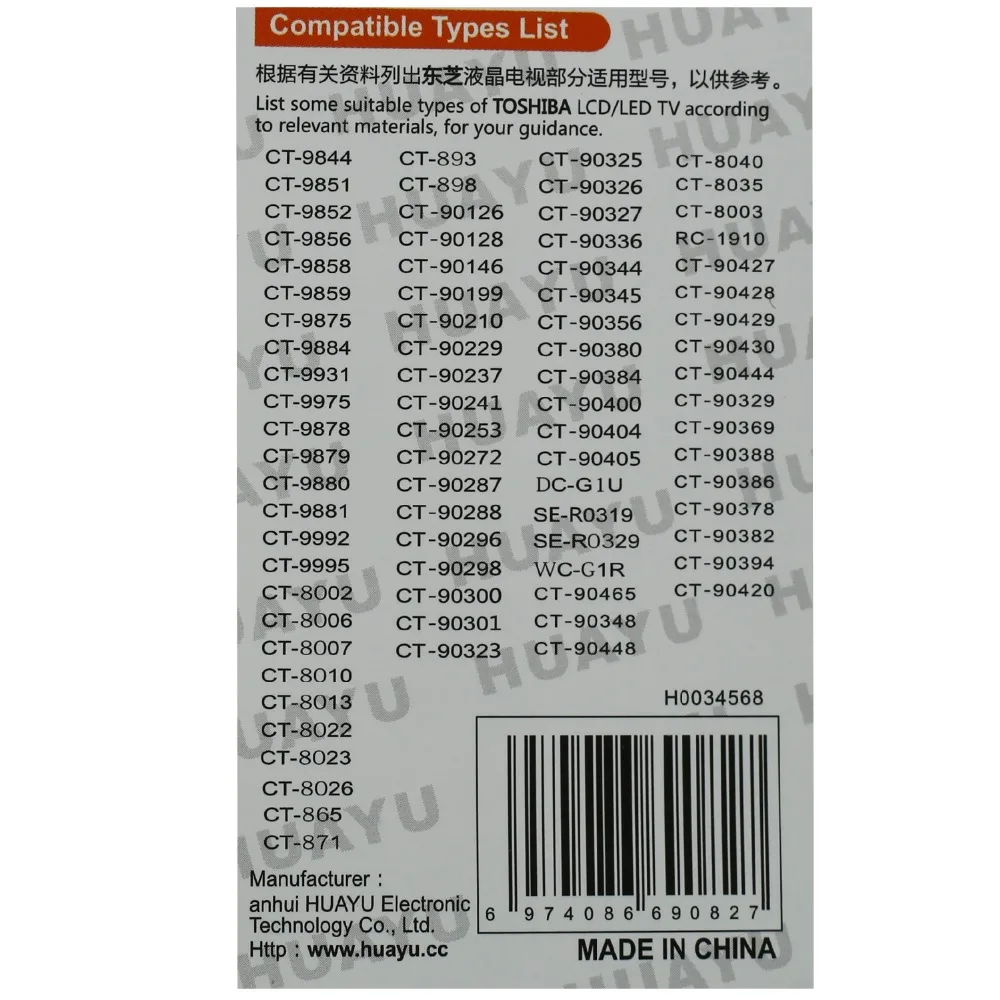 Compatible Types List
根据有关资料列出东芝液晶电视部分适用型号，以供参考。
List some suitable types of TOSHIBA LCD/LED TV according
to relevant materials, for your guidance.
CT-9844
CT-9851
CT-9852
CT-9856
CT-9858
CT-9859
CT-9875
CT-9884
CT-9931
CT-9975
CT-9878
CT-9879
CT-9880
CT-9881
CT-9992
CT-9995
CT-8002
CT-8006
CT-8007
CT-8010
CT-8013
CT-8022
CT-8023
CT-8026
CT-865
CT-871
CT-893
CT-898
CT-90126
CT-90128
CT-90146
CT-90199
CT-90210
CT-90229
CT-90237
CT-90241
CT-90253
CT-90272
CT-90287
CT-90288
CT-90296
CT-90298
CT-90300
CT-90301
CT-90323
CT-90325
CT-90326
CT-90327
CT-90336
CT-90344
CT-90345
CT-90356
CT-90380
CT-90384
CT-90400
CT-90404
CT-90405
DC-G1U
SE-R0319
SE-R0329
WC-G1R
CT-90465
CT-90348
CT-90448
CT-8040
CT-8035
CT-8003
RC-1910
CT-90427
CT-90428
CT-90429
CT-90430
CT-90444
CT-90329
CT-90369
CT-90388
CT-90386
CT-90378
CT-90382
CT-90394
CT-90420
H0034568
6 974086 690827
MADE IN CHINA
Manufacturer :
anhui HUAYU Electronic
Technology Co., Ltd.
Http : www.huayu.cc